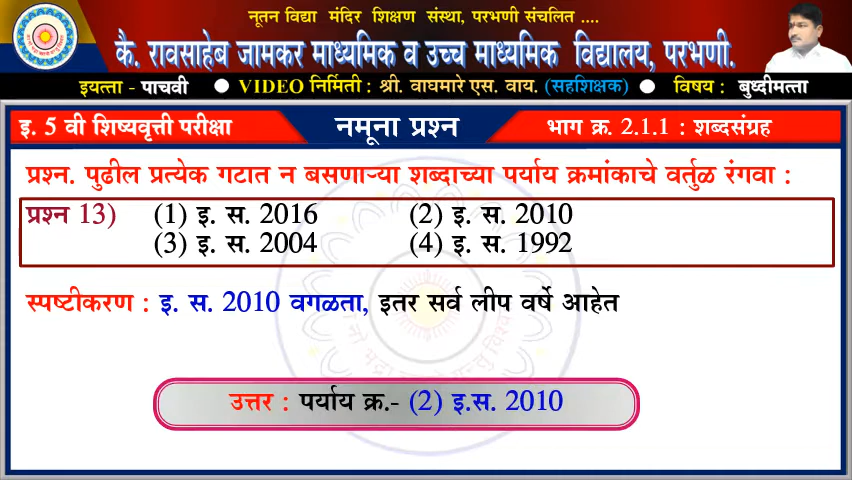 नूतन विद्या मंदिर शिक्षण संस्था, परभणी संचलित ....
कै. रावसाहेब जामकर माध्यमिक व उच्च माध्यमिक विद्यालय, परभणी.
इयत्ता - पाचवी ● VIDEO निर्मिती : श्री. वाघमारे एस. वाय. (सहशिक्षक) ● विषय : बुध्दीमत्ता
इ. 5 वी शिष्यवृत्ती परीक्षा नमूना प्रश्न भाग क्र. 2.1.1 : शब्दसंग्रह
प्रश्न. पुढील प्रत्येक गटात न बसणाऱ्या शब्दाच्या पर्याय क्रमांकाचे वर्तुळ रंगवा :
प्रश्न 13) (1) इ. स. 2016 (2) इ. स. 2010
(3) इ. स. 2004 (4) इ. स. 1992
स्पष्टीकरण : इ. स. 2010 वगळता, इतर सर्व लीप वर्षे आहेत
उत्तर : पर्याय क्र.- (2) इ.स. 2010